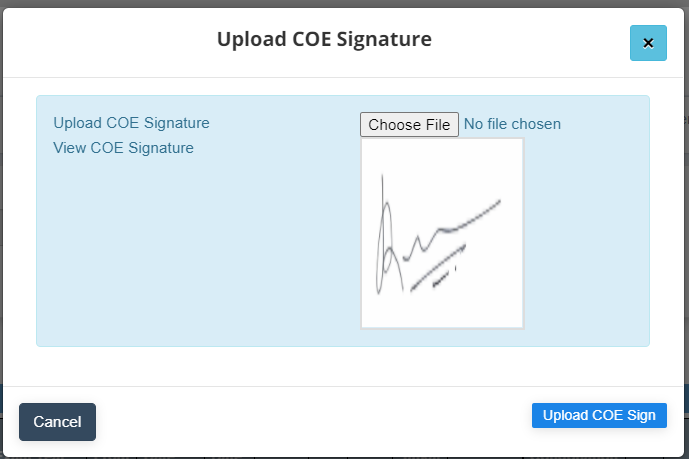 Upload COE Signature
×
Upload COE Signature
Choose File No file chosen
View COE Signature
Cancel
Upload COE Sign